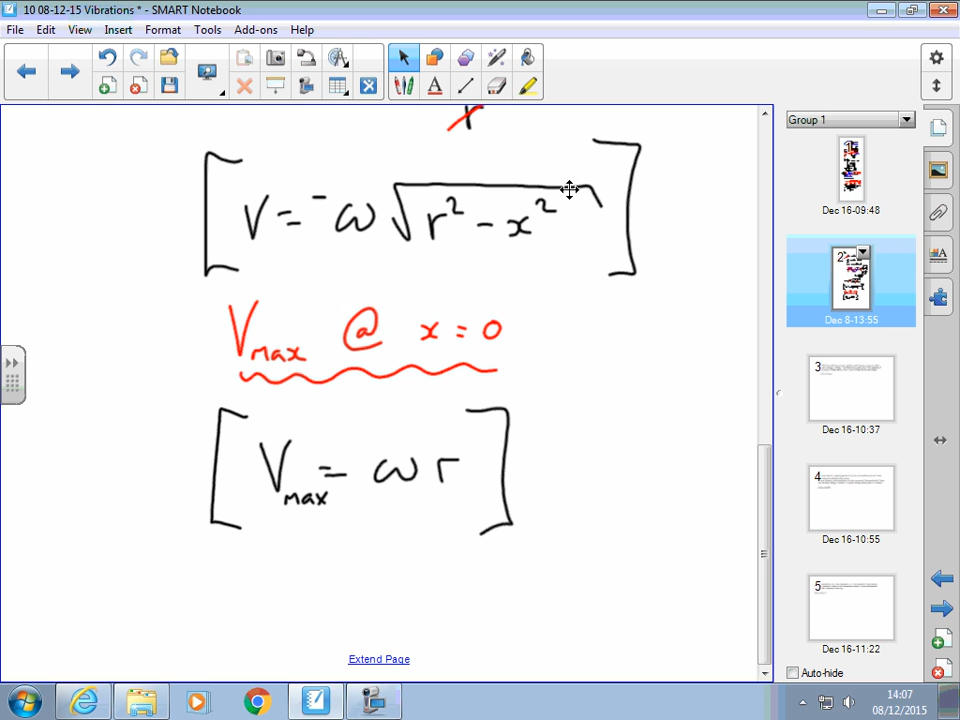 10 08-12-15 Vibrations * - SMART Notebook
File Edit View Insert Format Tools Add-ons Help
r
[V = -ω√r² - x²]
Vmax @ x = 0
[Vmax = ωr]
Extend Page
Group 1
1
Dec 16-09:48
2
Dec 8-13:55
3
Dec 16-10:37
4
Dec 16-10:55
5
Dec 16-11:22
Auto-hide
14:07
08/12/2015